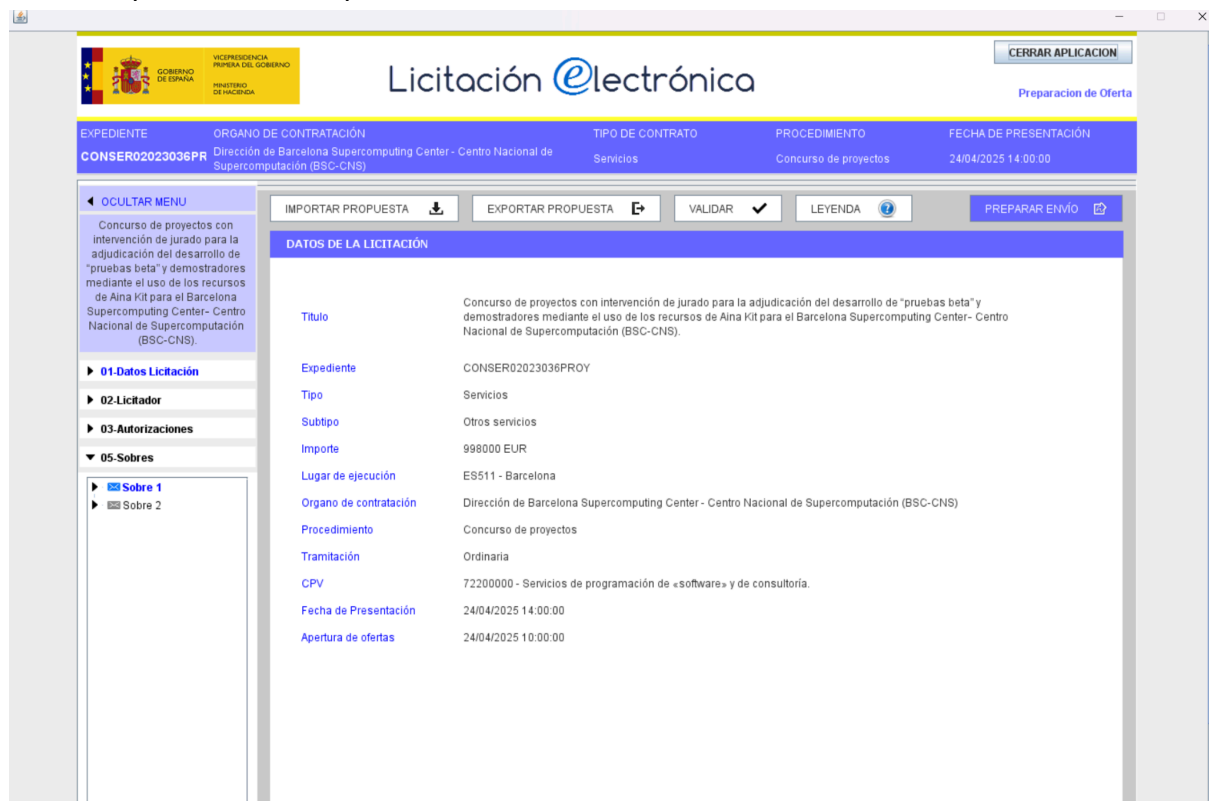 GOBIERNO
DE ESPAÑA
VICEPRESIDENCIA
PRIMERA DEL GOBIERNO
MINISTERIO
DE HACIENDA
Licitación electrónica
CERRAR APLICACION
Preparacion de Oferta
EXPEDIENTE
CONSER02023036PR
ORGANO DE CONTRATACIÓN
Dirección de Barcelona Supercomputing Center - Centro Nacional de
Supercomputación (BSC-CNS)
TIPO DE CONTRATO
Servicios
PROCEDIMIENTO
Concurso de proyectos
FECHA DE PRESENTACIÓN
24/04/2025 14:00:00
OCULTAR MENU
Concurso de proyectos con
intervención de jurado para la
adjudicación del desarrollo de
"pruebas beta" y demostradores
mediante el uso de los recursos
de Aina Kit para el Barcelona
Supercomputing Center- Centro
Nacional de Supercomputación
(BSC-CNS).
01-Datos Licitación
02-Licitador
03-Autorizaciones
05-Sobres
Sobre 1
Sobre 2
IMPORTAR PROPUESTA
EXPORTAR PROPUESTA
VALIDAR
LEYENDA
PREPARAR ENVÍO
DATOS DE LA LICITACIÓN
Título
Concurso de proyectos con intervención de jurado para la adjudicación del desarrollo de "pruebas beta" y
demostradores mediante el uso de los recursos de Aina Kit para el Barcelona Supercomputing Center- Centro
Nacional de Supercomputación (BSC-CNS).
Expediente CONSER02023036PROY
Tipo Servicios
Subtipo Otros servicios
Importe 998000 EUR
Lugar de ejecución ES511 - Barcelona
Organo de contratación Dirección de Barcelona Supercomputing Center - Centro Nacional de Supercomputación (BSC-CNS)
Procedimiento Concurso de proyectos
Tramitación Ordinaria
CPV 72200000 - Servicios de programación de «software» y de consultoría.
Fecha de Presentación 24/04/2025 14:00:00
Apertura de ofertas 24/04/2025 10:00:00